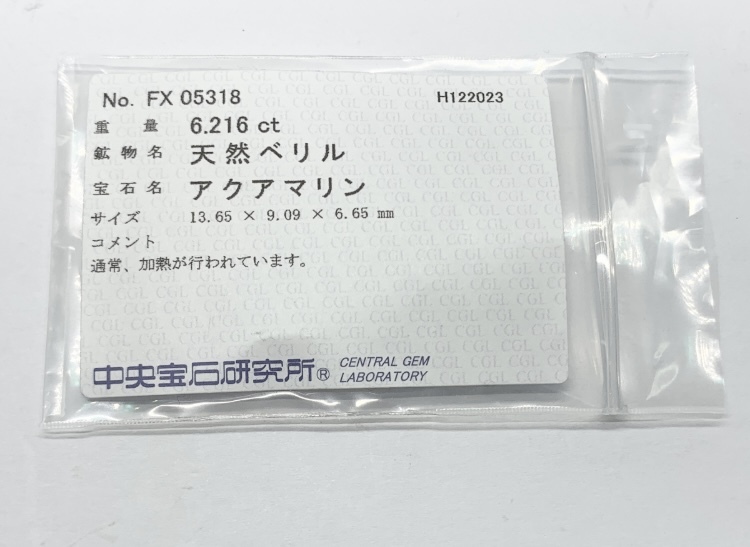 No. FX 05318 H122023
重量 6.216 ct
鉱物名 天然ベリル
宝石名 アクアマリン
サイズ 13.65 × 9.09 × 6.65 mm
コメント
通常、加熱が行われています。
中央宝石研究所® CENTRAL GEM
LABORATORY